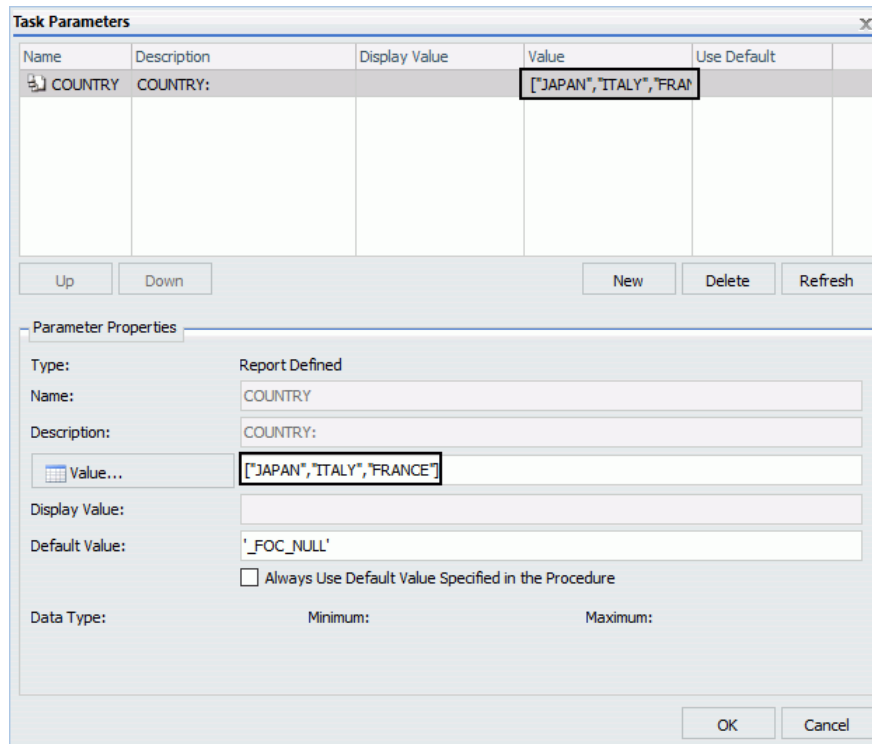 Task Parameters x
Name Description Display Value Value Use Default
COUNTRY COUNTRY: ["JAPAN","ITALY","FRAN
Up Down New Delete Refresh
Parameter Properties
Type: Report Defined
Name: COUNTRY
Description: COUNTRY:
Value... ["JAPAN","ITALY","FRANCE"]
Display Value:
Default Value: '_FOC_NULL'
Always Use Default Value Specified in the Procedure
Data Type: Minimum: Maximum:
OK Cancel